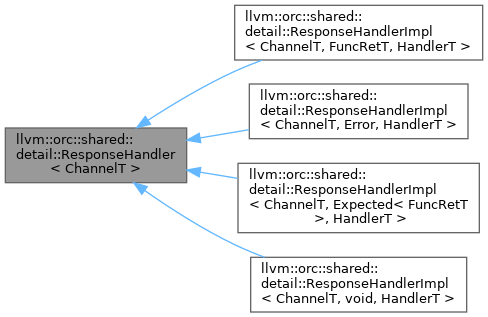 llvm::orc::shared::
detail::ResponseHandlerImpl
< ChannelT, FuncRetT, HandlerT >
llvm::orc::shared::
detail::ResponseHandlerImpl
< ChannelT, Error, HandlerT >
llvm::orc::shared::
detail::ResponseHandler
< ChannelT >
llvm::orc::shared::
detail::ResponseHandlerImpl
< ChannelT, Expected< FuncRetT
>, HandlerT >
llvm::orc::shared::
detail::ResponseHandlerImpl
< ChannelT, void, HandlerT >